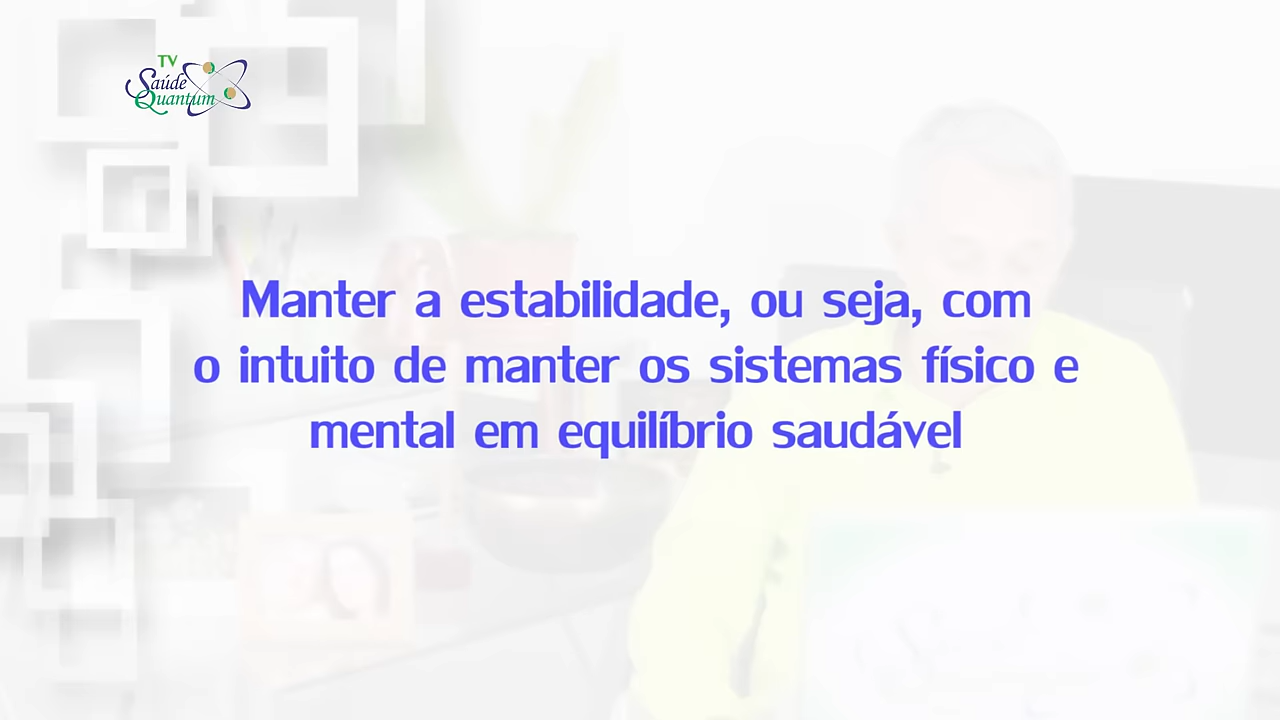 TV
Saúde
Quantum
Manter a estabilidade, ou seja, com
o intuito de manter os sistemas físico e
mental em equilíbrio saudável